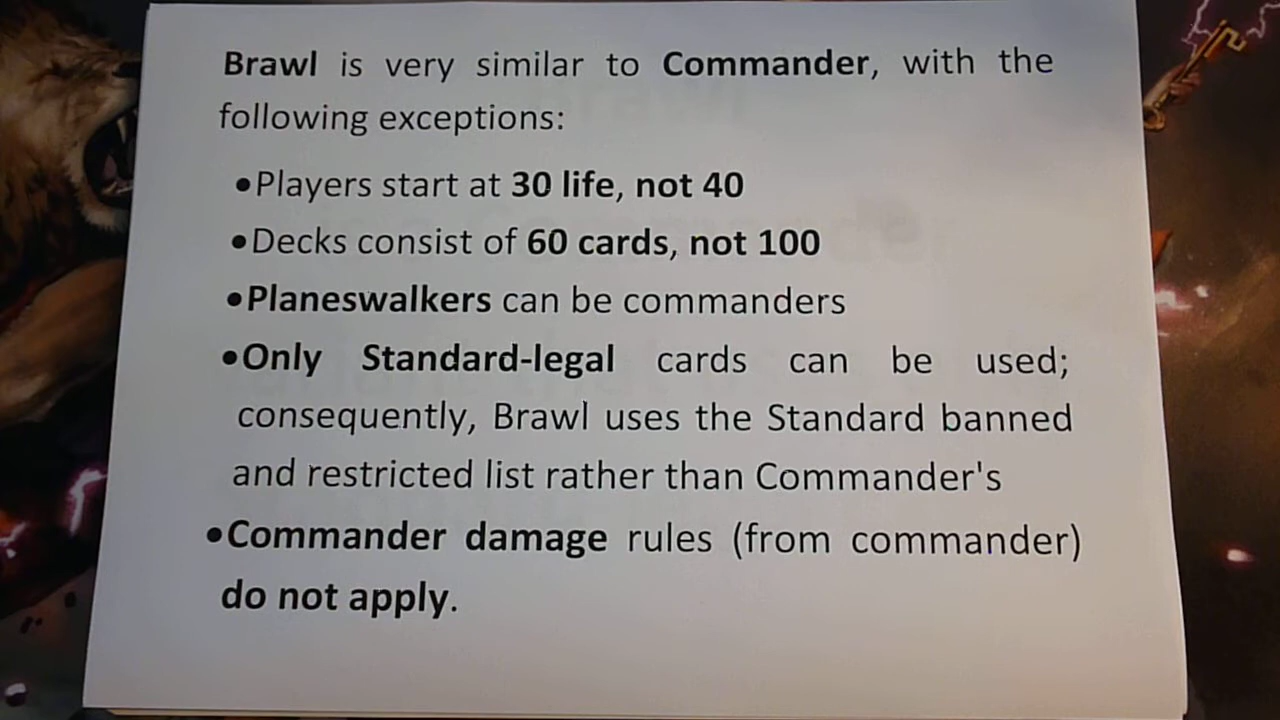 Brawl is very similar to Commander, with the
following exceptions:
•Players start at 30 life, not 40
•Decks consist of 60 cards, not 100
•Planeswalkers can be commanders
•Only Standard-legal cards can be used;
consequently, Brawl uses the Standard banned
and restricted list rather than Commander's
•Commander damage rules (from commander)
do not apply.